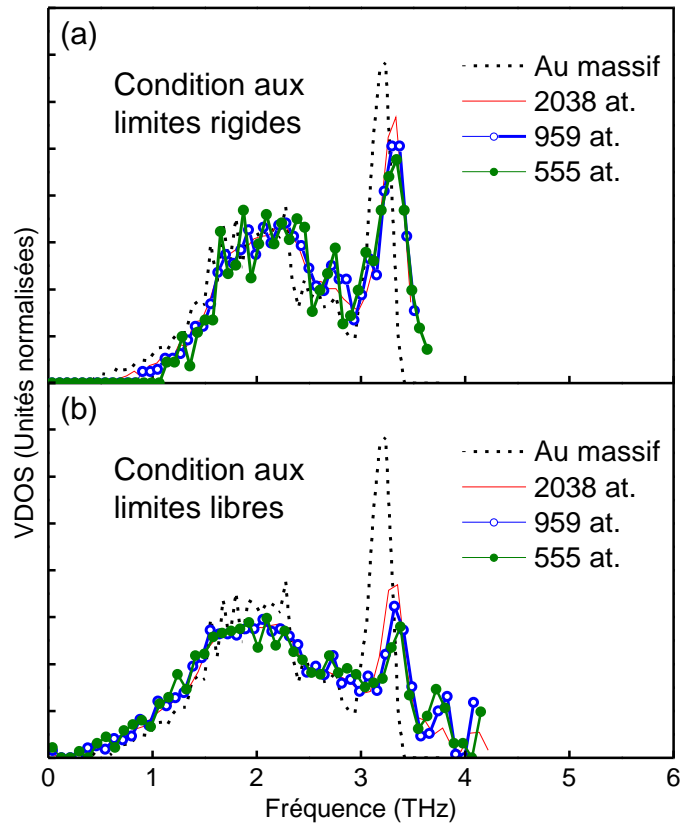 (a)
Condition aux
limites rigides
Au massif
2038 at.
959 at.
555 at.
(b)
Condition aux
limites libres
Au massif
2038 at.
959 at.
555 at.
VDOS (Unités normalisées)
0 1 2 3 4 5 6
Fréquence (THz)